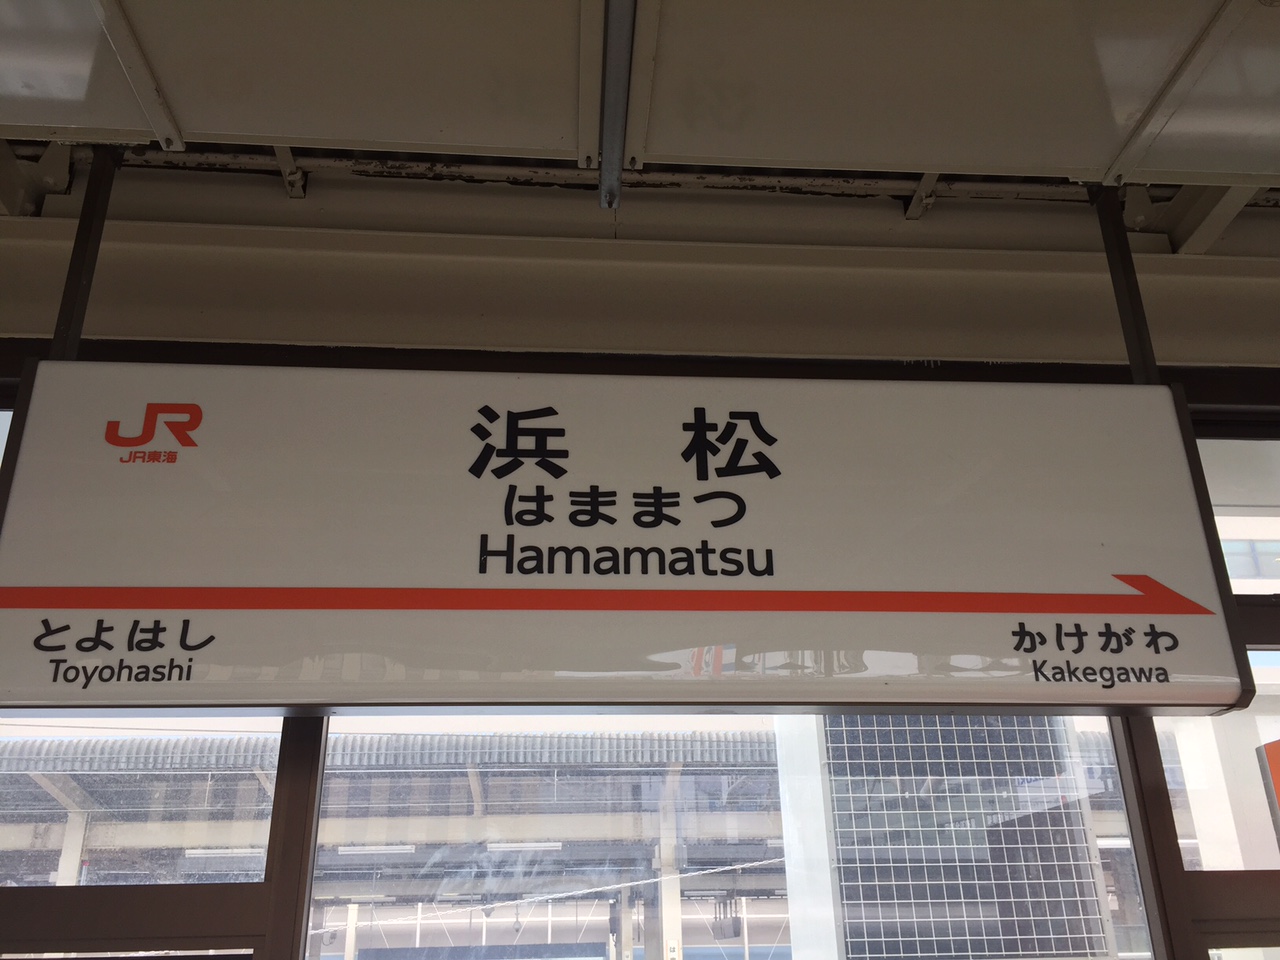 JR
JR東海
浜松
はままつ
Hamamatsu
とよはし
Toyohashi
かけがわ
Kakegawa